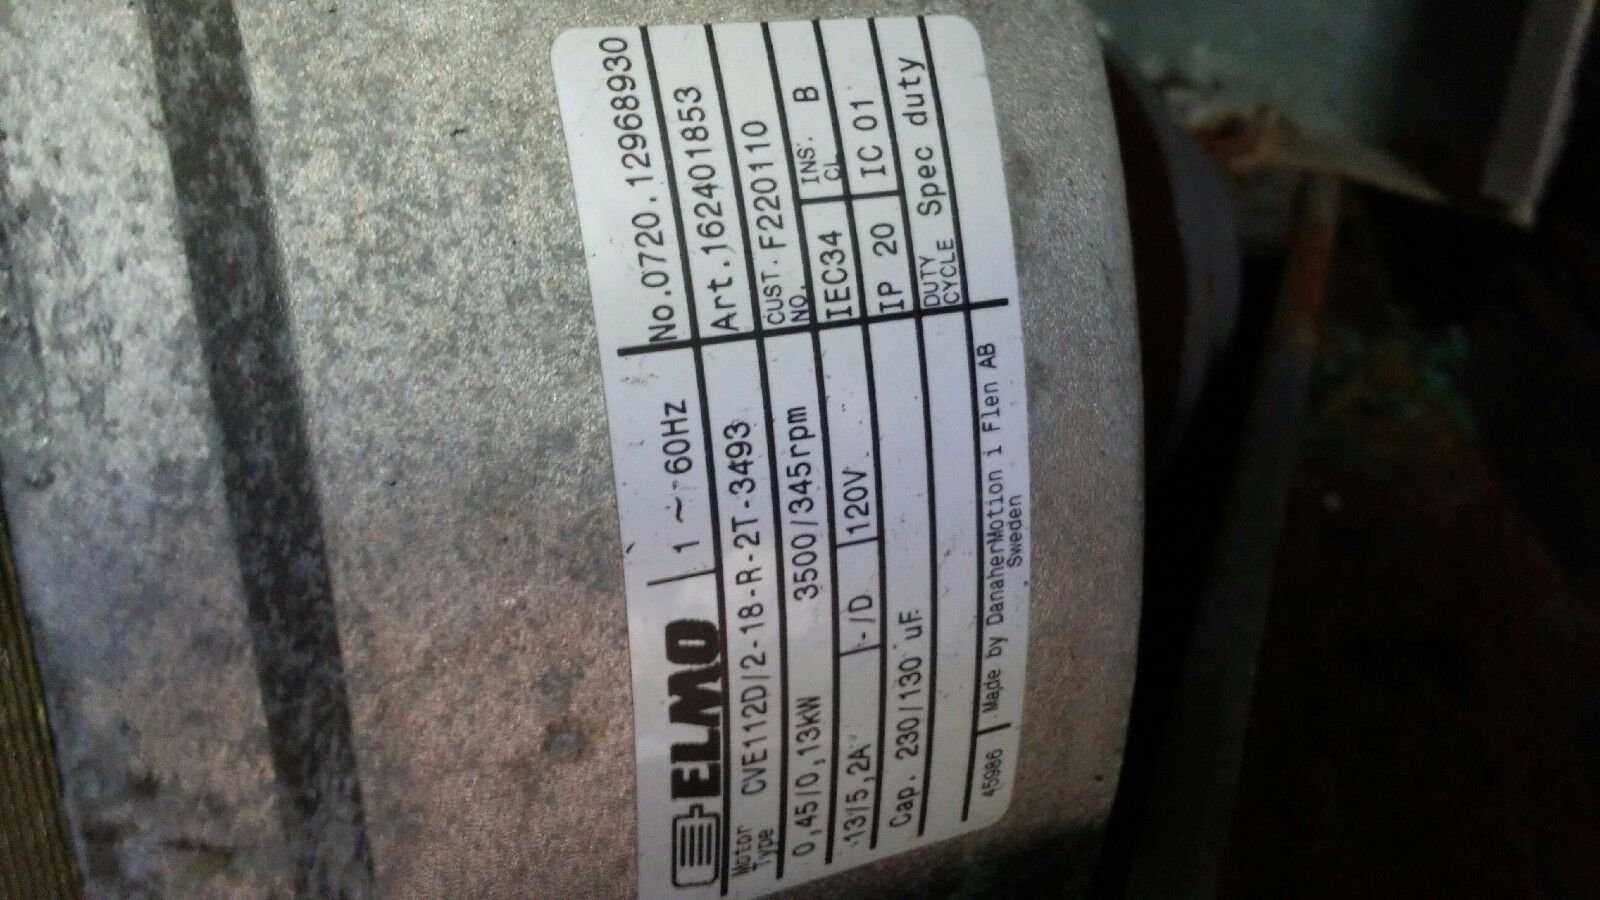 ELMO 1 ~ 60Hz No.0720.12968930
Motor Type CVE112D/2-18-R-2T-3493 Art.162401853
0,45/0,13kW 3500/345rpm CUST. NO. F220110
13/5,2A -/D 120V IEC34 INS. CL. B
Cap. 230/130 uF. IP 20 IC 01
DUTY CYCLE Spec duty
45986 Made by DanaherMotion i Flen AB
Sweden